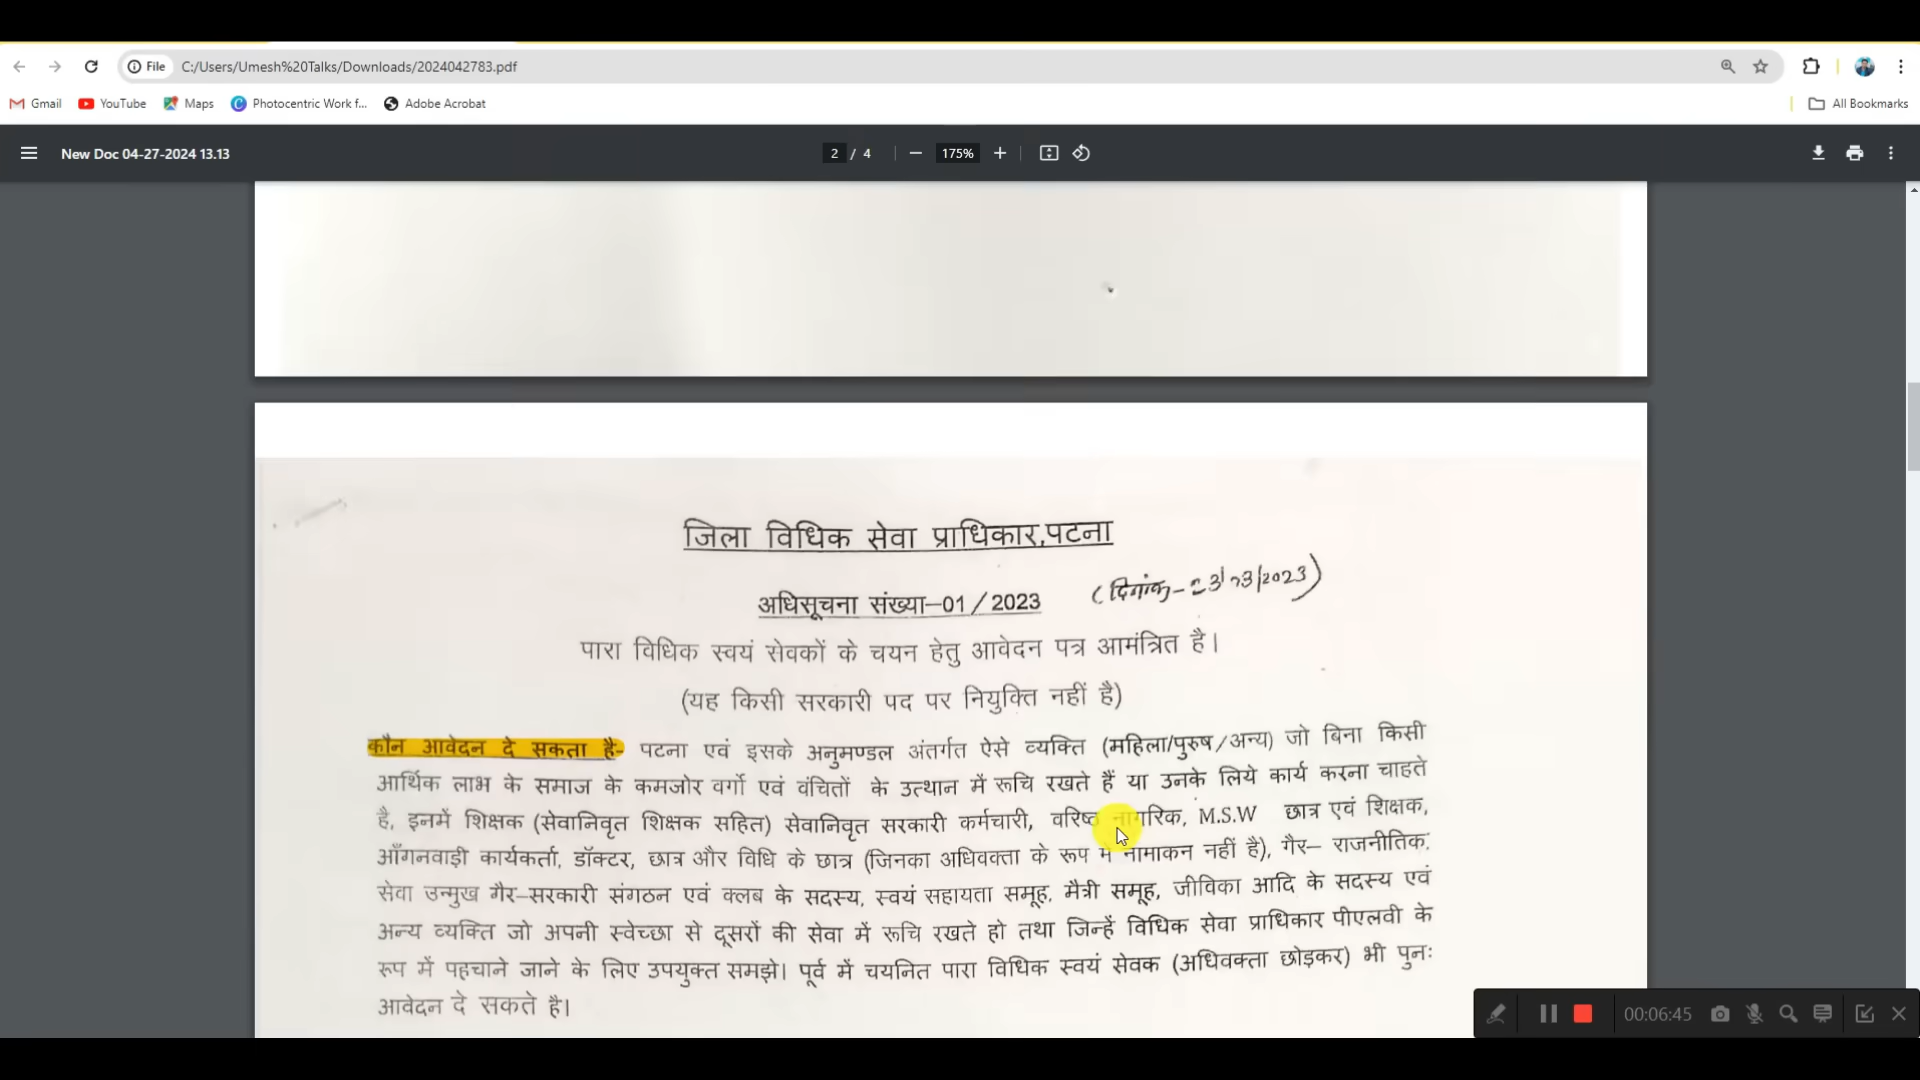 File C:/Users/Umesh%20Talks/Downloads/2024042783.pdf
Gmail YouTube Maps Photocentric Work f... Adobe Acrobat All Bookmarks
New Doc 04-27-2024 13.13 2 / 4 175%
जिला विधिक सेवा प्राधिकार,पटना
अधिसूचना संख्या–01/2023 (दिनांक-23/03/2023)
पारा विधिक स्वयं सेवकों के चयन हेतु आवेदन पत्र आमंत्रित है।
(यह किसी सरकारी पद पर नियुक्ति नहीं है)
कौन आवेदन दे सकता है- पटना एवं इसके अनुमण्डल अंतर्गत ऐसे व्यक्ति (महिला/पुरुष/अन्य) जो बिना किसी
आर्थिक लाभ के समाज के कमजोर वर्गो एवं वंचितों के उत्थान में रूचि रखते हैं या उनके लिये कार्य करना चाहते
है, इनमें शिक्षक (सेवानिवृत शिक्षक सहित) सेवानिवृत सरकारी कर्मचारी, वरिष्ठ नागरिक, M.S.W छात्र एवं शिक्षक,
आँगनवाड़ी कार्यकर्ता, डॉक्टर, छात्र और विधि के छात्र (जिनका अधिवक्ता के रूप में नामाकन नहीं है), गैर– राजनीतिक,
सेवा उन्मुख गैर–सरकारी संगठन एवं क्लब के सदस्य, स्वयं सहायता समूह, मैत्री समूह, जीविका आदि के सदस्य एवं
अन्य व्यक्ति जो अपनी स्वेच्छा से दूसरों की सेवा में रूचि रखते हो तथा जिन्हें विधिक सेवा प्राधिकार पीएलवी के
रूप में पहचाने जाने के लिए उपयुक्त समझे। पूर्व में चयनित पारा विधिक स्वयं सेवक (अधिवक्ता छोड़कर) भी पुनः
आवेदन दे सकते है।
00:06:45